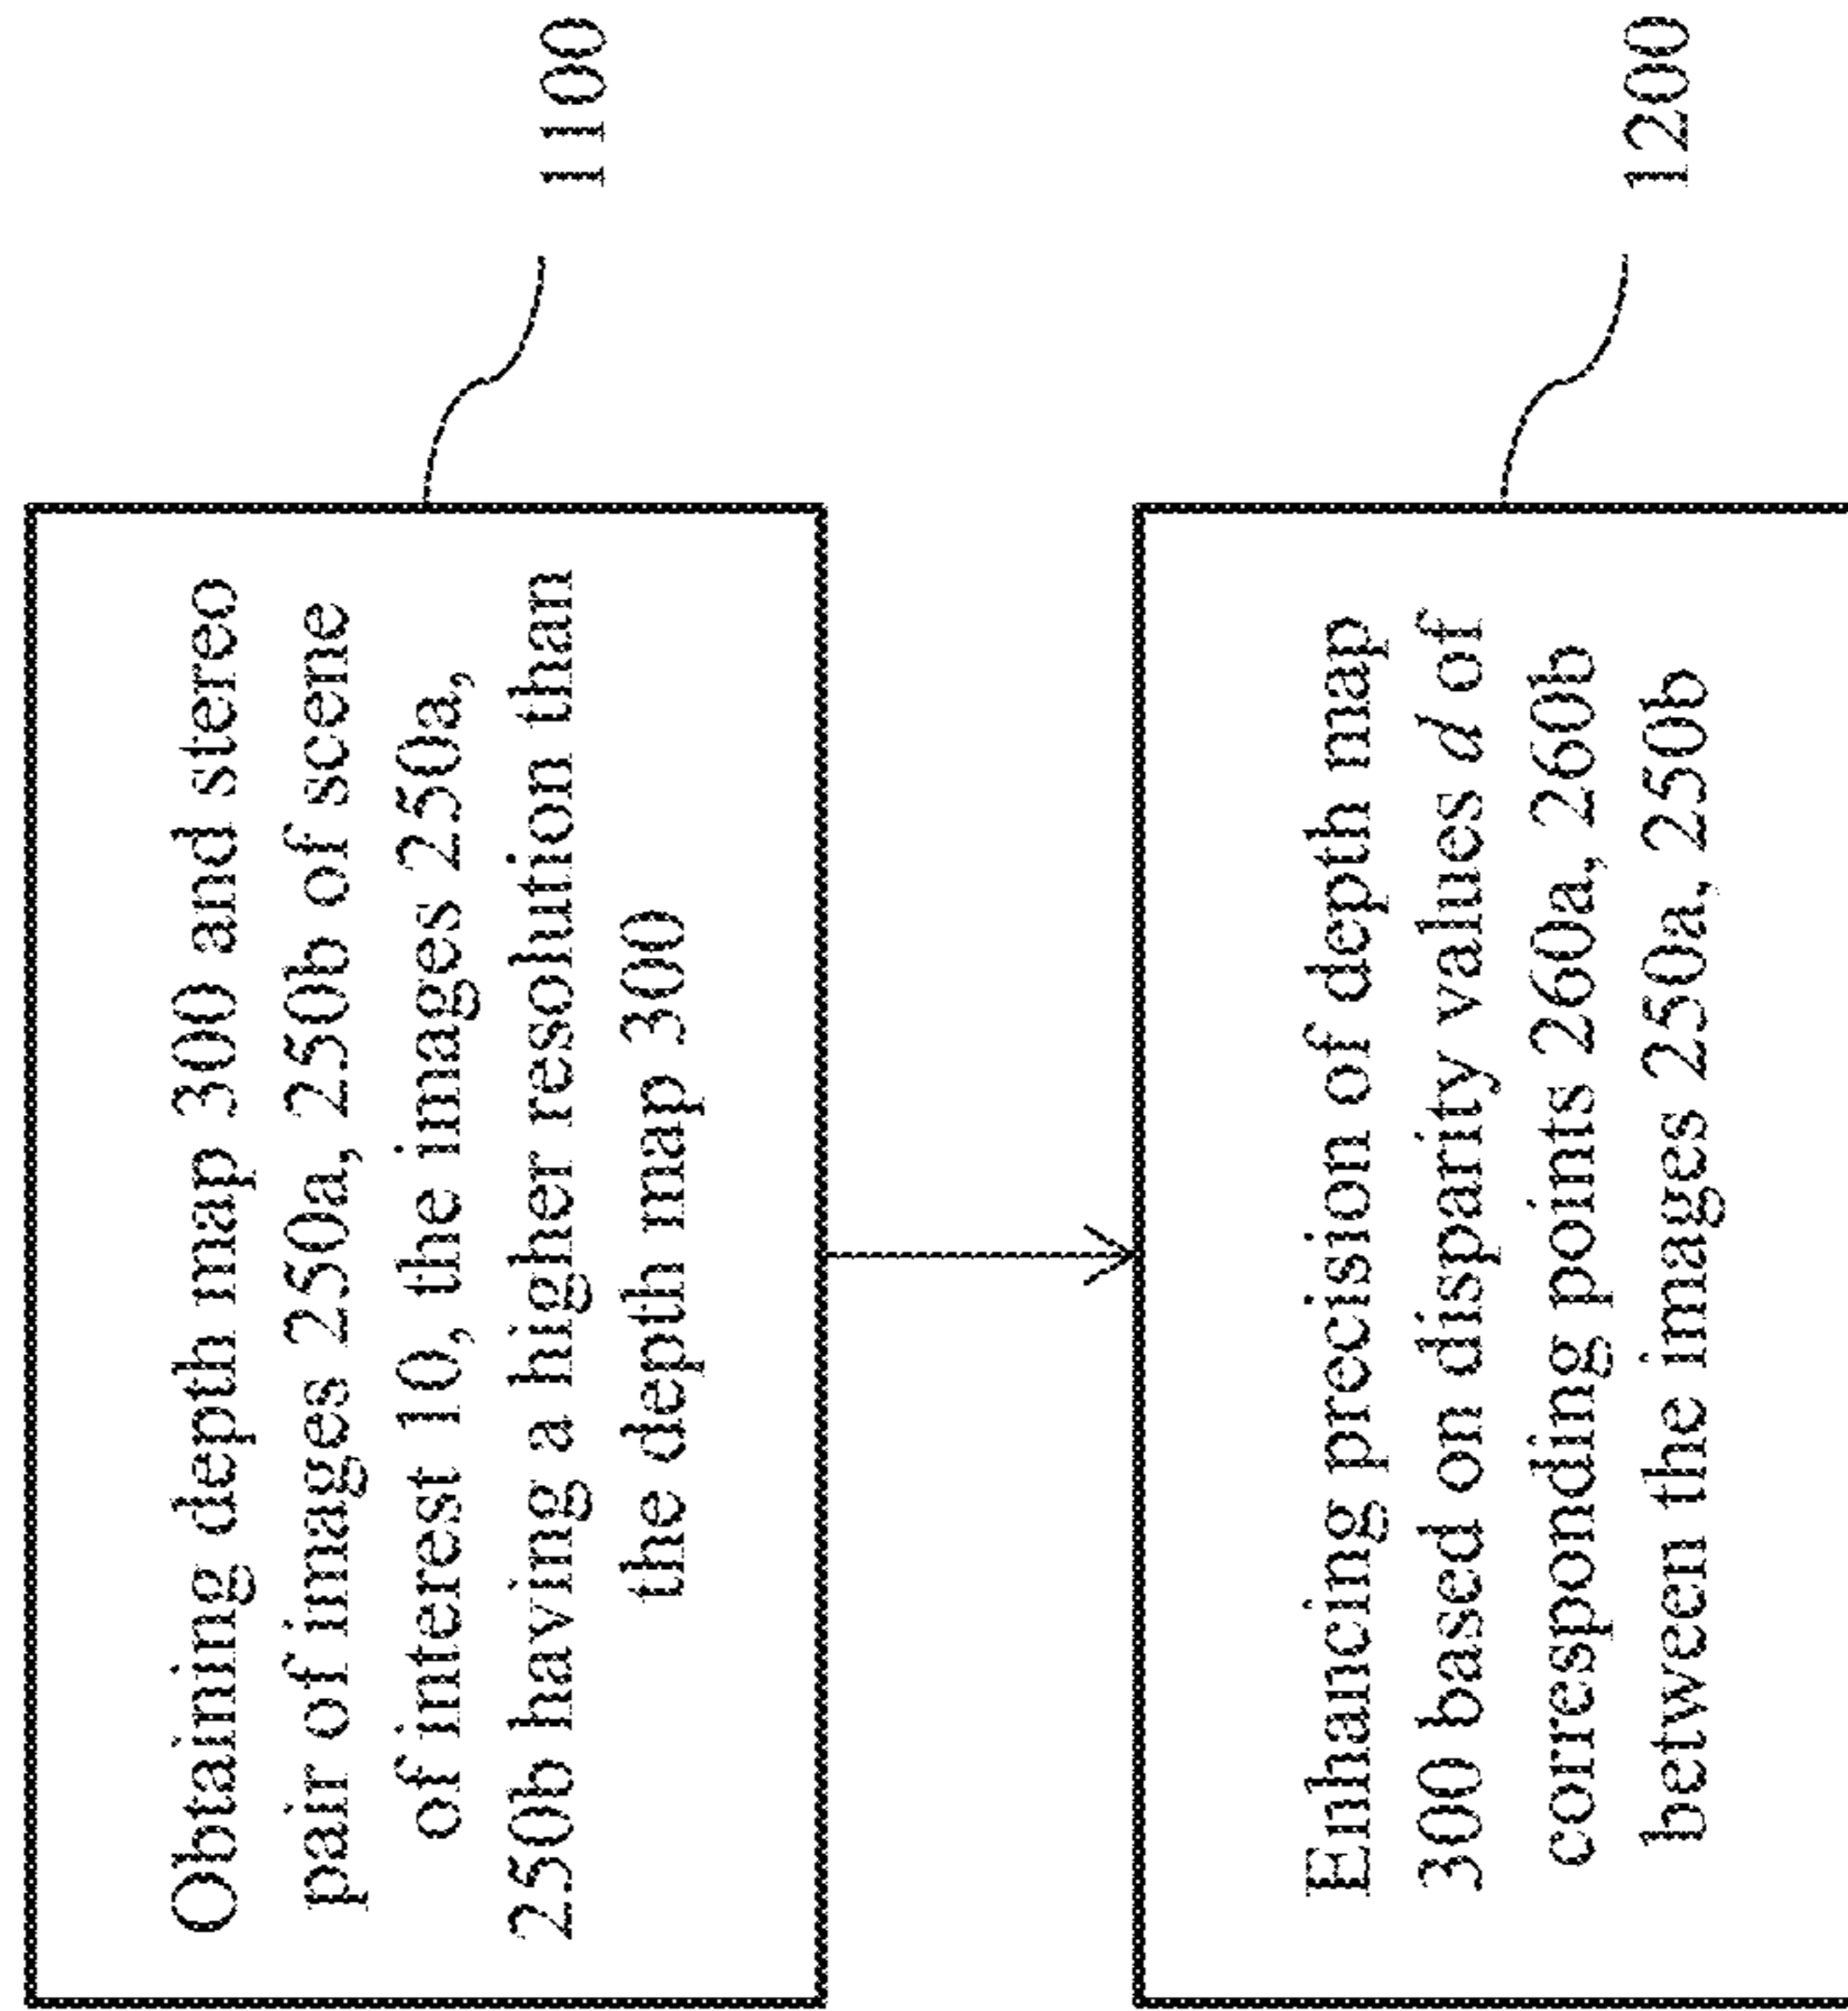 Obtaining depth map 300 and stereo
pair of images 250a, 250b of scene
of interest 10, the images 250a,
250b having a higher resolution than
the depth map 300
1100
Enhancing precision of depth map
300 based on disparity values d of
corresponding points 260a, 260b
between the images 250a, 250b
1200